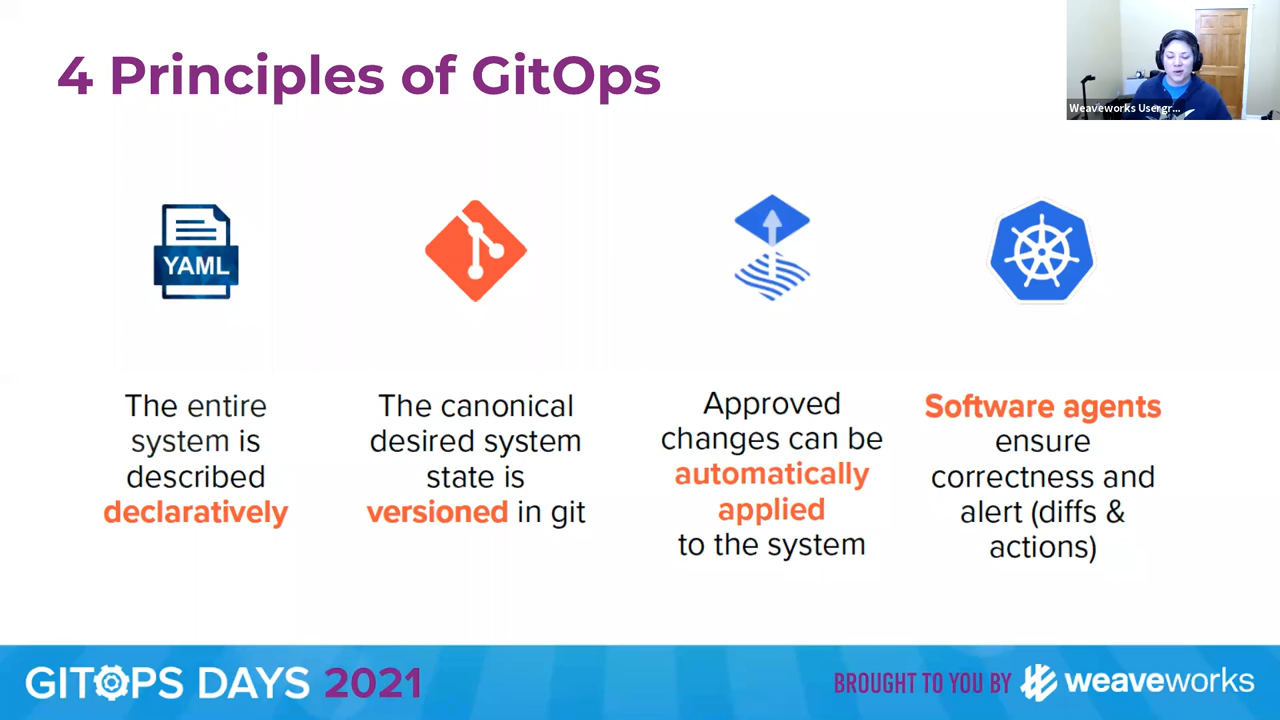 4 Principles of GitOps
Weaveworks Usergr...
YAML
The entire
system is
described
declaratively
The canonical
desired system
state is
versioned in git
Approved
changes can be
automatically
applied
to the system
Software agents
ensure
correctness and
alert (diffs &
actions)
GITOPS DAYS 2021
BROUGHT TO YOU BY weaveworks